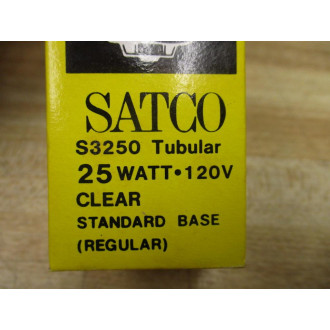 SATCO
S3250 Tubular
25 WATT•120V
CLEAR
STANDARD BASE
(REGULAR)